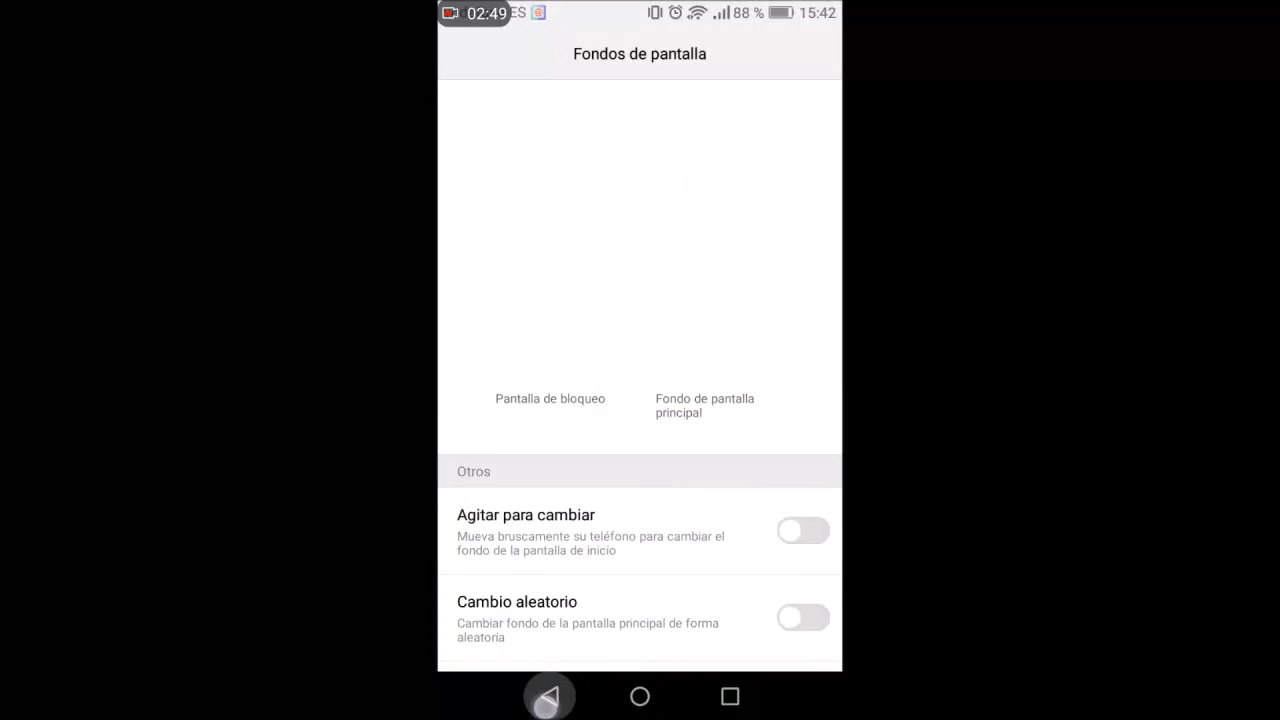 02:49 ES 88 % 15:42
Fondos de pantalla
Pantalla de bloqueo
Fondo de pantalla
principal
Otros
Agitar para cambiar
Mueva bruscamente su teléfono para cambiar el
fondo de la pantalla de inicio
Cambio aleatorio
Cambiar fondo de la pantalla principal de forma
aleatoria